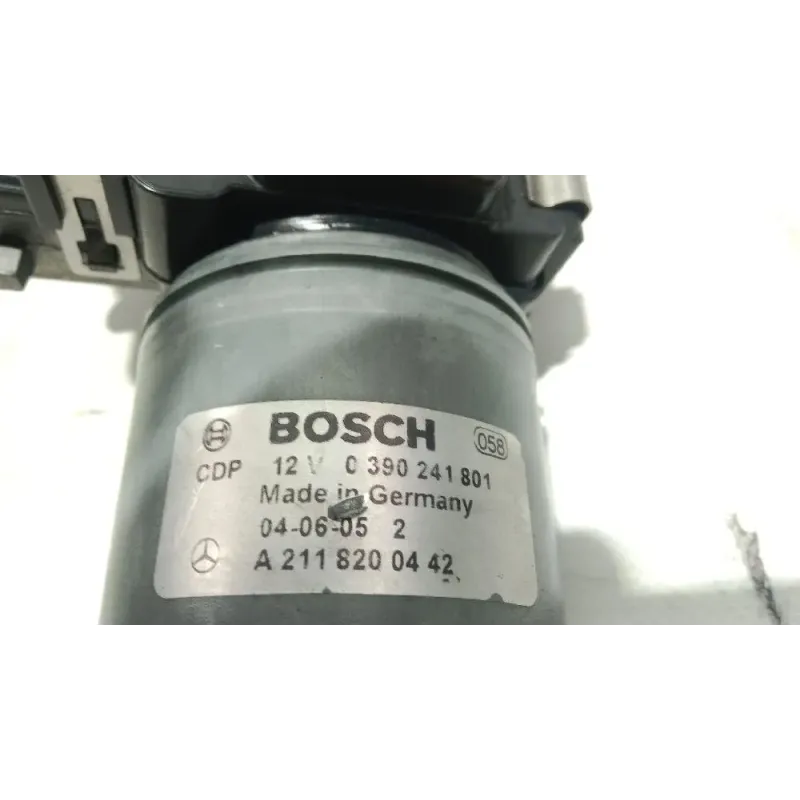 BOSCH 058
CDP 12 V 0 390 241 801
Made in Germany
04-06-05 2
A 211 820 04 42